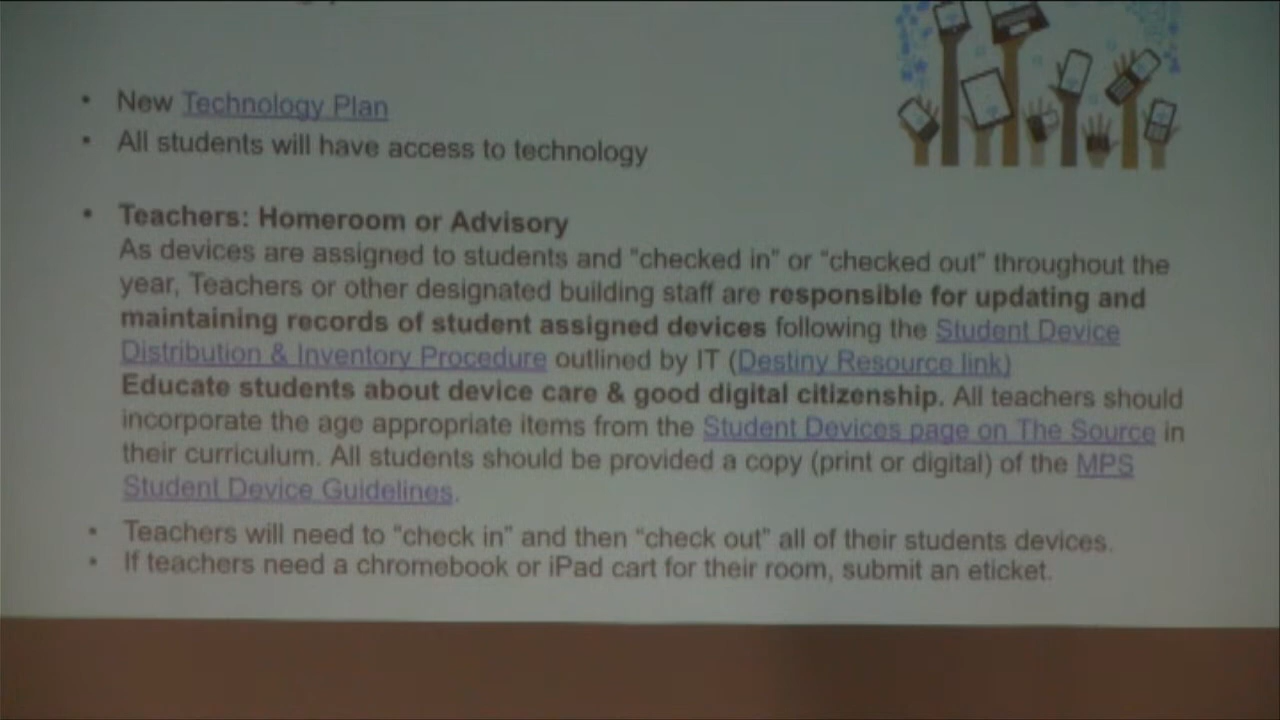 • New Technology Plan
• All students will have access to technology
• Teachers: Homeroom or Advisory
As devices are assigned to students and "checked in" or "checked out" throughout the
year, Teachers or other designated building staff are responsible for updating and
maintaining records of student assigned devices following the Student Device
Distribution & Inventory Procedure outlined by IT (Destiny Resource link)
Educate students about device care & good digital citizenship. All teachers should
incorporate the age appropriate items from the Student Devices page on The Source in
their curriculum. All students should be provided a copy (print or digital) of the MPS
Student Device Guidelines.
• Teachers will need to "check in" and then "check out" all of their students devices.
• If teachers need a chromebook or iPad cart for their room, submit an eticket.